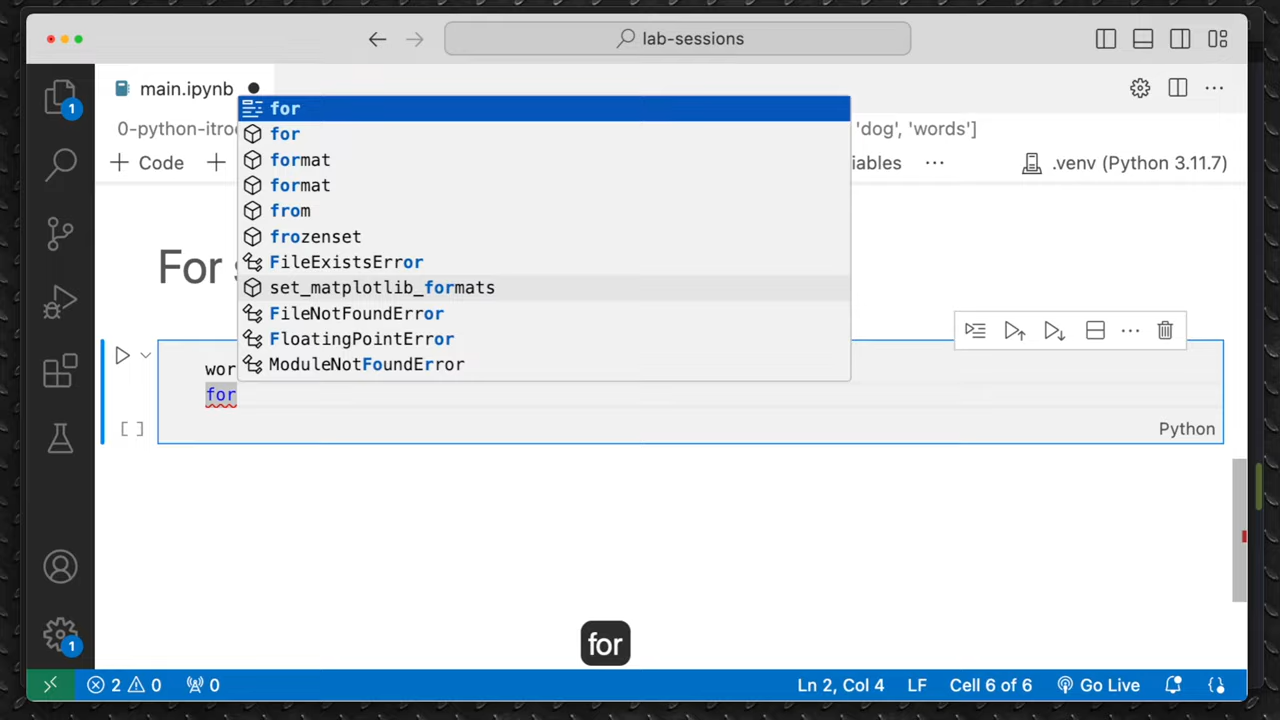 lab-sessions
1
main.ipynb
0-python-itro
'dog', 'words']
Code
iables
.venv (Python 3.11.7)
For
for
for
format
format
from
frozenset
FileExistsError
set_matplotlib_formats
FileNotFoundError
FloatingPointError
ModuleNotFoundError
wor
for
[ ]
Python
for
1
2 0 0
Ln 2, Col 4 LF Cell 6 of 6 Go Live